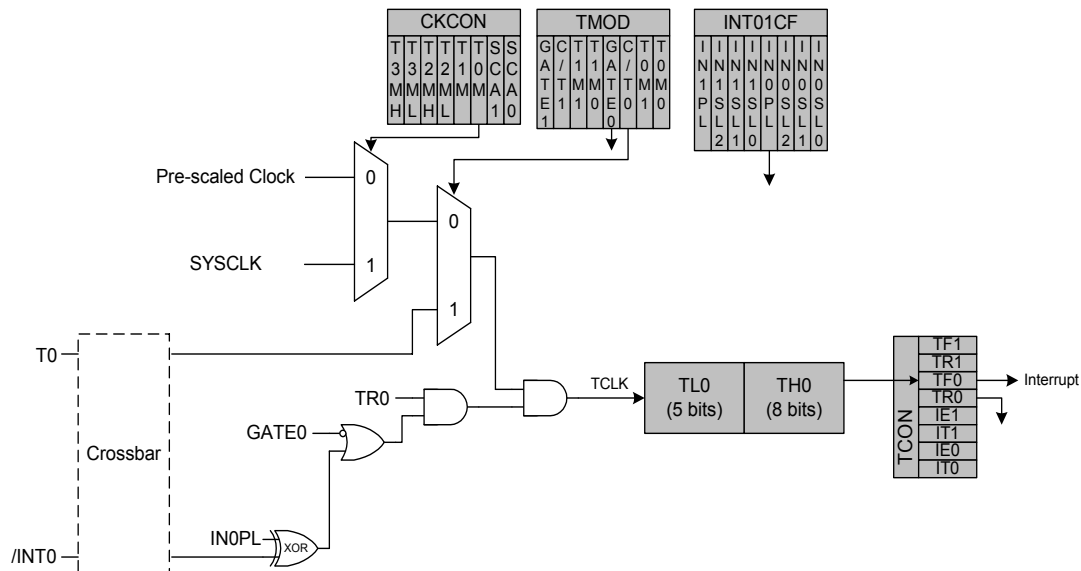 CKCON
T3MH
T3ML
T2MH
T2ML
T1M
T0M
SCA1
SCA0
TMOD
GATE1
C/T1
T1M1
T1M0
GATE0
C/T0
T0M1
T0M0
INT01CF
IN1PL
IN1SL2
IN1SL1
IN1SL0
IN0PL
IN0SL2
IN0SL1
IN0SL0
Pre-scaled Clock
0
SYSCLK
1
0
1
T0
Crossbar
/INT0
TR0
GATE0
IN0PL
XOR
TCLK
TL0
(5 bits)
TH0
(8 bits)
TCON
TF1
TR1
TF0
TR0
IE1
IT1
IE0
IT0
Interrupt